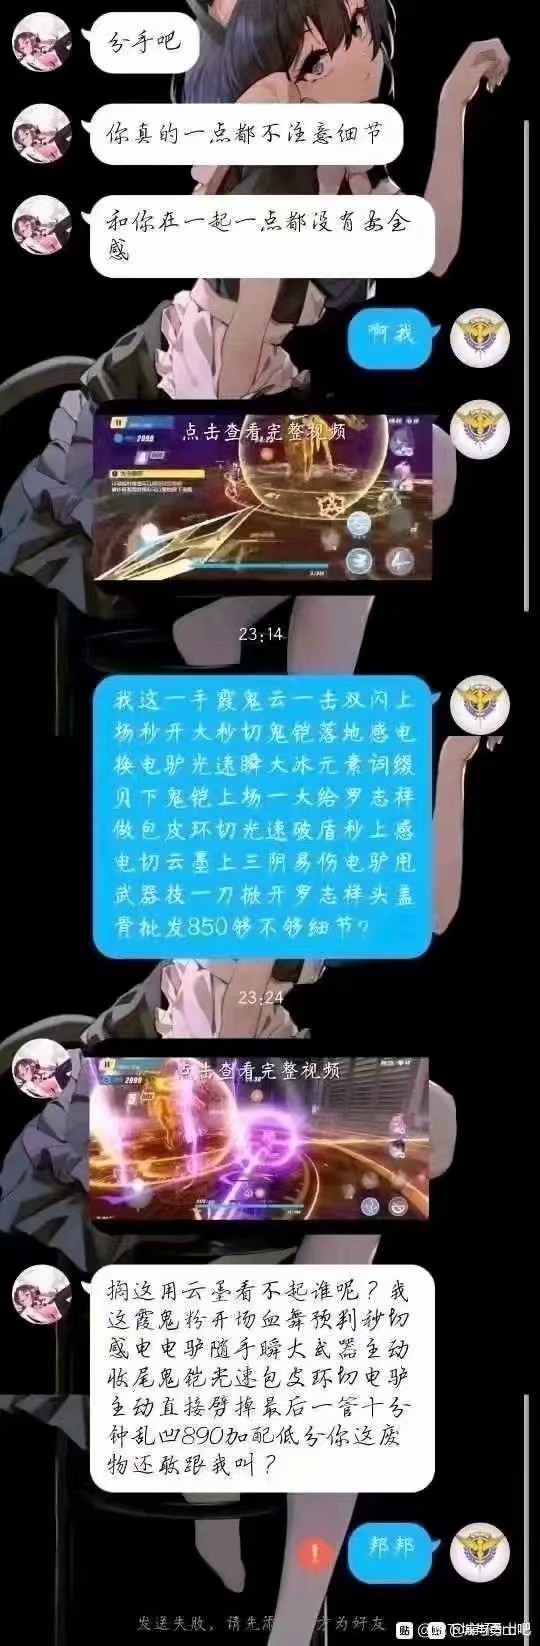 分手吧
你真的一点都不注意细节
和你在一起一点都没有安全
感
啊我
2999
点击查看完整视频
23:14
我这一手霞鬼云一击双闪上
场秒开大秒切鬼铠落地感电
换电驴光速瞬大冰元素词缀
贝下鬼铠上场一大给罗志祥
做包皮环切光速破盾秒上感
电切云墨上三阴易伤电驴甩
武器技一刀掀开罗志祥头盖
骨批发850够不够细节？
23:24
2999
点击查看完整视频
掏这用云墨看不起谁呢？我
这霞鬼粉开场血舞预判秒切
感电电驴随手瞬大武器主动
收尾鬼铠光速包皮环切电驴
主动直接劈掉最后一管十分
钟乱凹890加配低分你这废
物还敢跟我叫？
邦邦
发送失败，请先添 方为好友
贴 贴